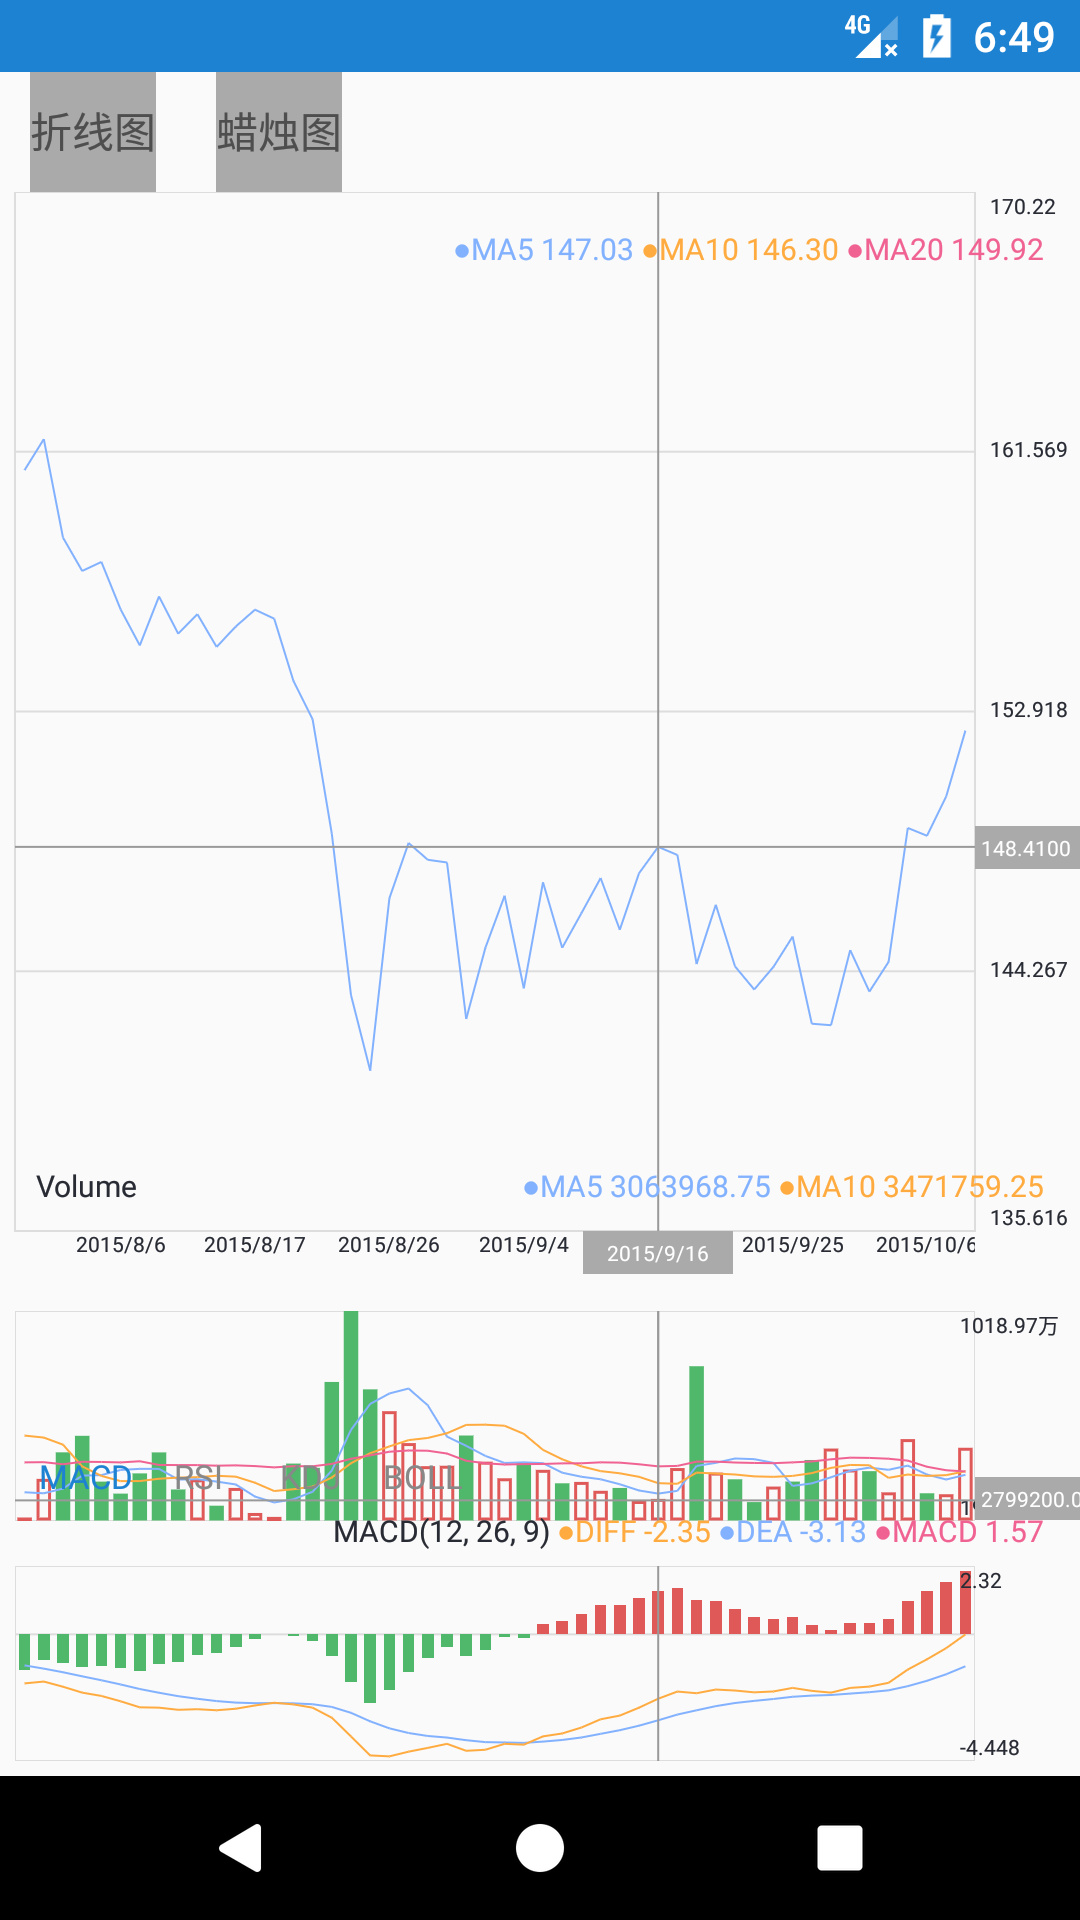 4G 6:49
折线图 蜡烛图
170.22
MA5 147.03 MA10 146.30 MA20 149.92
161.569
152.918
148.4100
144.267
Volume MA5 3063968.75 MA10 3471759.25
135.616
2015/8/6 2015/8/17 2015/8/26 2015/9/4 2015/9/16 2015/9/25 2015/10/6
1018.97万
MACD RSI KDJ BOLL
2799200.0
MACD(12, 26, 9) DIFF -2.35 DEA -3.13 MACD 1.57
2.32
-4.448